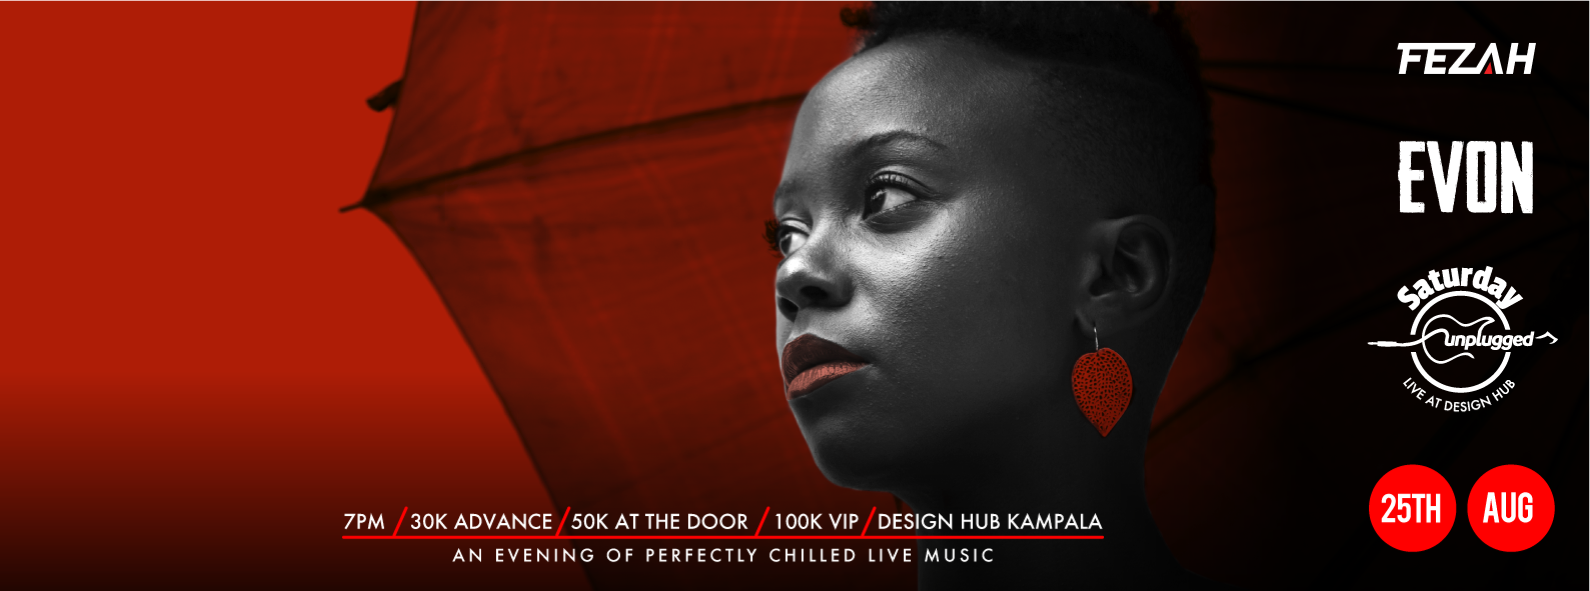 FEZAH
EVON
Saturday
unplugged
LIVE AT DESIGN HUB
25TH AUG
7PM / 30K ADVANCE / 50K AT THE DOOR / 100K VIP / DESIGN HUB KAMPALA
AN EVENING OF PERFECTLY CHILLED LIVE MUSIC